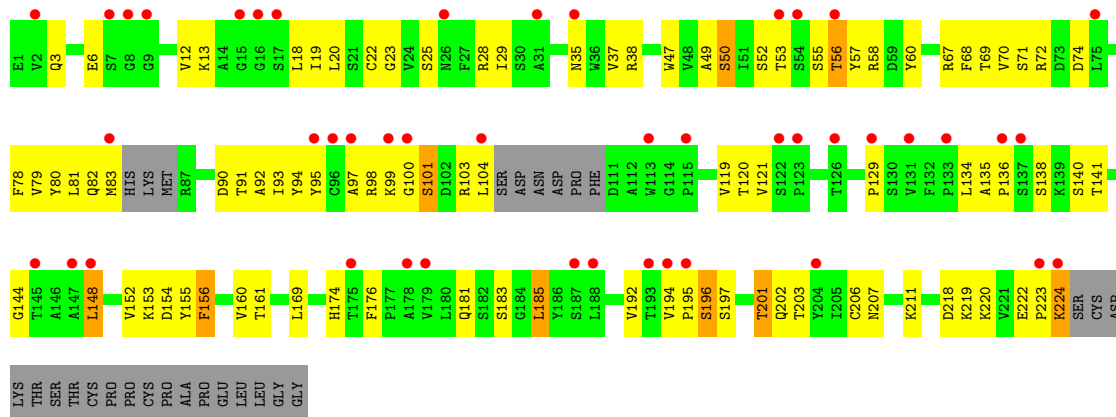 E1 V2 Q3 E6 S7 G8 G9 V12 K13 A14 G15 G16 S17 L18 I19 L20 S21 C22 G23 V24 S25 N26 F27 R28 I29 S30 A31 N35 W36 V37 R38 W47 V48 A49 S50 I51 S52 T53 S54 S55 T56 Y57 R58 D59 Y60 R67 F68 T69 V70 S71 R72 D73 D74 L75
F78 V79 Y80 L81 Q82 M83 HIS LYS MET R87 D90 T91 A92 I93 Y94 Y95 C96 A97 R98 K99 G100 S101 D102 R103 L104 SER ASP ASN ASP PRO PHE D111 A112 W113 G114 P115 V119 T120 V121 S122 P123 T126 P129 S130 V131 F132 P133 L134 A135 P136 S137 S138 K139 S140 T141
G144 T145 A146 A147 L148 V152 K153 D154 Y155 F156 V160 T161 L169 H174 T175 F176 P177 A178 V179 L180 Q181 S182 S183 G184 L185 Y186 S187 L188 V192 T193 V194 P195 S196 S197 T201 Q202 T203 Y204 I205 C206 N207 K211 D218 K219 K220 V221 E222 P223 K224 SER CYS ASP
LYS THR SER THR CYS PRO PRO CYS PRO ALA PRO GLU LEU LEU GLY GLY